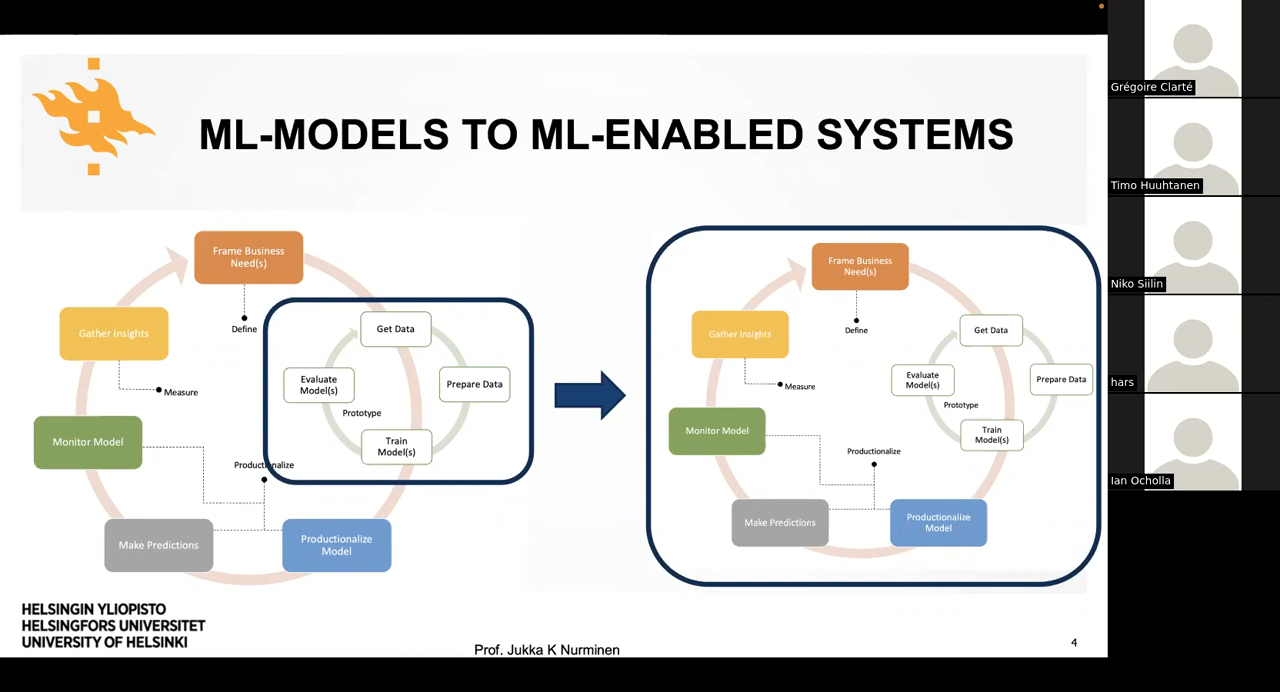 ML-MODELS TO ML-ENABLED SYSTEMS
Frame Business
Need(s)
Gather Insights
Define
Get Data
Measure
Evaluate
Model(s)
Prepare Data
Prototype
Monitor Model
Train
Model(s)
Productionalize
Make Predictions
Productionalize
Model
Frame Business
Need(s)
Gather Insights
Define
Get Data
Measure
Evaluate
Model(s)
Prepare Data
Prototype
Monitor Model
Train
Model(s)
Productionalize
Make Predictions
Productionalize
Model
HELSINGIN YLIOPISTO
HELSINGFORS UNIVERSITET
UNIVERSITY OF HELSINKI
Prof. Jukka K Nurminen
4
Grégoire Clarté
Timo Huuhtanen
Niko Siilin
hars
Ian Ocholla